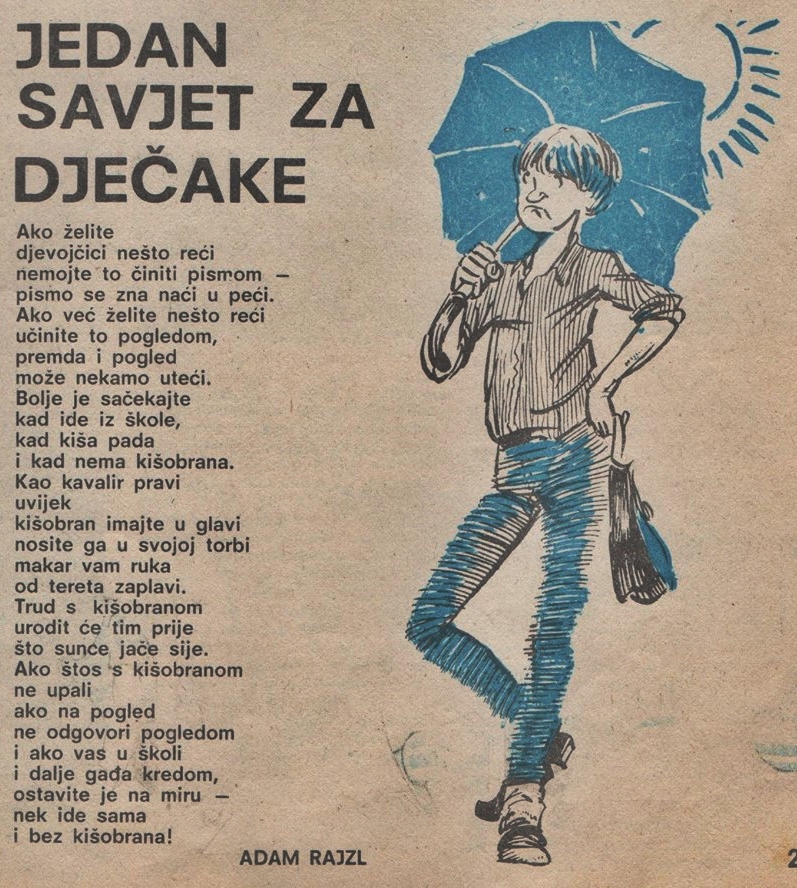 JEDAN
SAVJET ZA
DJEČAKE
Ako želite
djevojčici nešto reći
nemojte to činiti pismom —
pismo se zna naći u peći.
Ako već želite nešto reći
učinite to pogledom,
premda i pogled
može nekamo uteći.
Bolje je sačekajte
kad ide iz škole,
kad kiša pada
i kad nema kišobrana.
Kao kavalir pravi
uvijek
kišobran imajte u glavi
nosite ga u svojoj torbi
makar vam ruka
od tereta zaplavi.
Trud s kišobranom
urodit će tim prije
što sunce jače sije.
Ako štos s kišobranom
ne upali
ako na pogled
ne odgovori pogledom
i ako vas u školi
i dalje gađa kredom,
ostavite je na miru —
nek ide sama
i bez kišobrana!
ADAM RAJZL
2